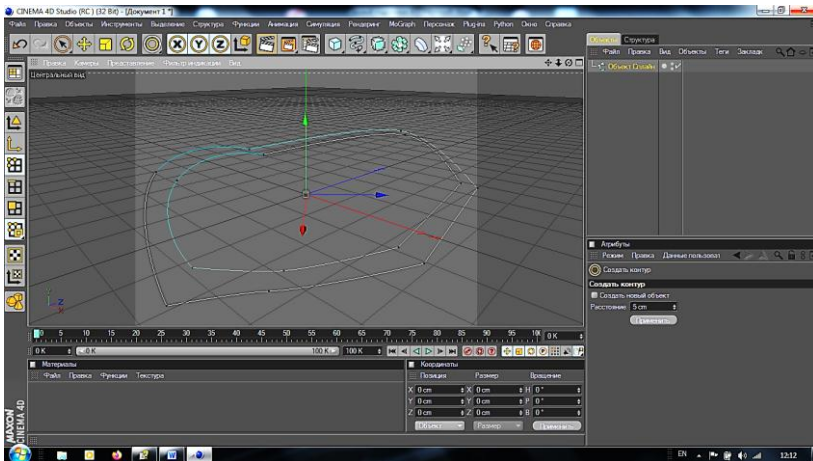 CINEMA 4D Studio (RC) (32 Bit) - [Документ 1 *]
Файл Правка Объекты Инструменты Выделение Структура Функции Анимация Симуляция Рендеринг MoGraph Персонаж Plug-ins Python Окно Справка
Объекты Структура
Файл Правка Вид Объекты Теги Закладк
Правка Камеры Представление Фильтр индикации Вид
Объект Сплайн
Центральный вид
Атрибуты
Режим Правка Данные пользоват
Создать контур
Создать контур
Создать новый объект
Расстояние 5 cm
Применить
0 5 10 15 20 25 30 35 40 45 50 55 60 65 70 75 80 85 90 95 0 K
0 K 0 K 100 K 100 K
Материалы
Файл Правка Функции Текстура
Координаты
Позиция Размер Вращение
X 0 cm X 0 cm H 0 °
Y 0 cm Y 0 cm P 0 °
Z 0 cm Z 0 cm B 0 °
Объект Размер Применить
MAXON
CINEMA 4D
EN 12:12